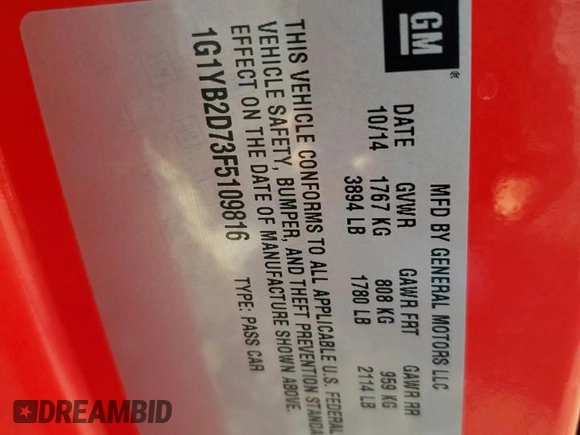 GM
®
MFD BY GENERAL MOTORS LLC
DATE GVWR GAWR FRT GAWR RR
10/14 1767 KG 808 KG 959 KG
3894 LB 1780 LB 2114 LB
THIS VEHICLE CONFORMS TO ALL APPLICABLE U.S. FEDERAL
VEHICLE SAFETY, BUMPER, AND THEFT PREVENTION STANDA
EFFECT ON THE DATE OF MANUFACTURE SHOWN ABOVE.
1G1YB2D73F5109816 TYPE: PASS CAR
DREAMBID